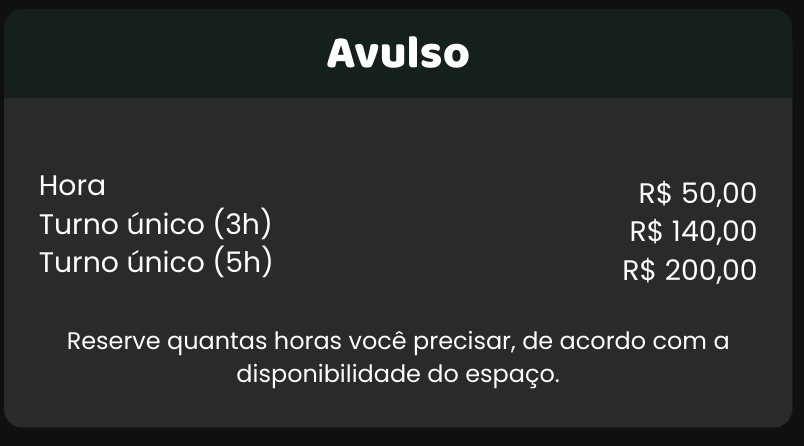 Avulso
Hora R$ 50,00
Turno único (3h) R$ 140,00
Turno único (5h) R$ 200,00
Reserve quantas horas você precisar, de acordo com a
disponibilidade do espaço.